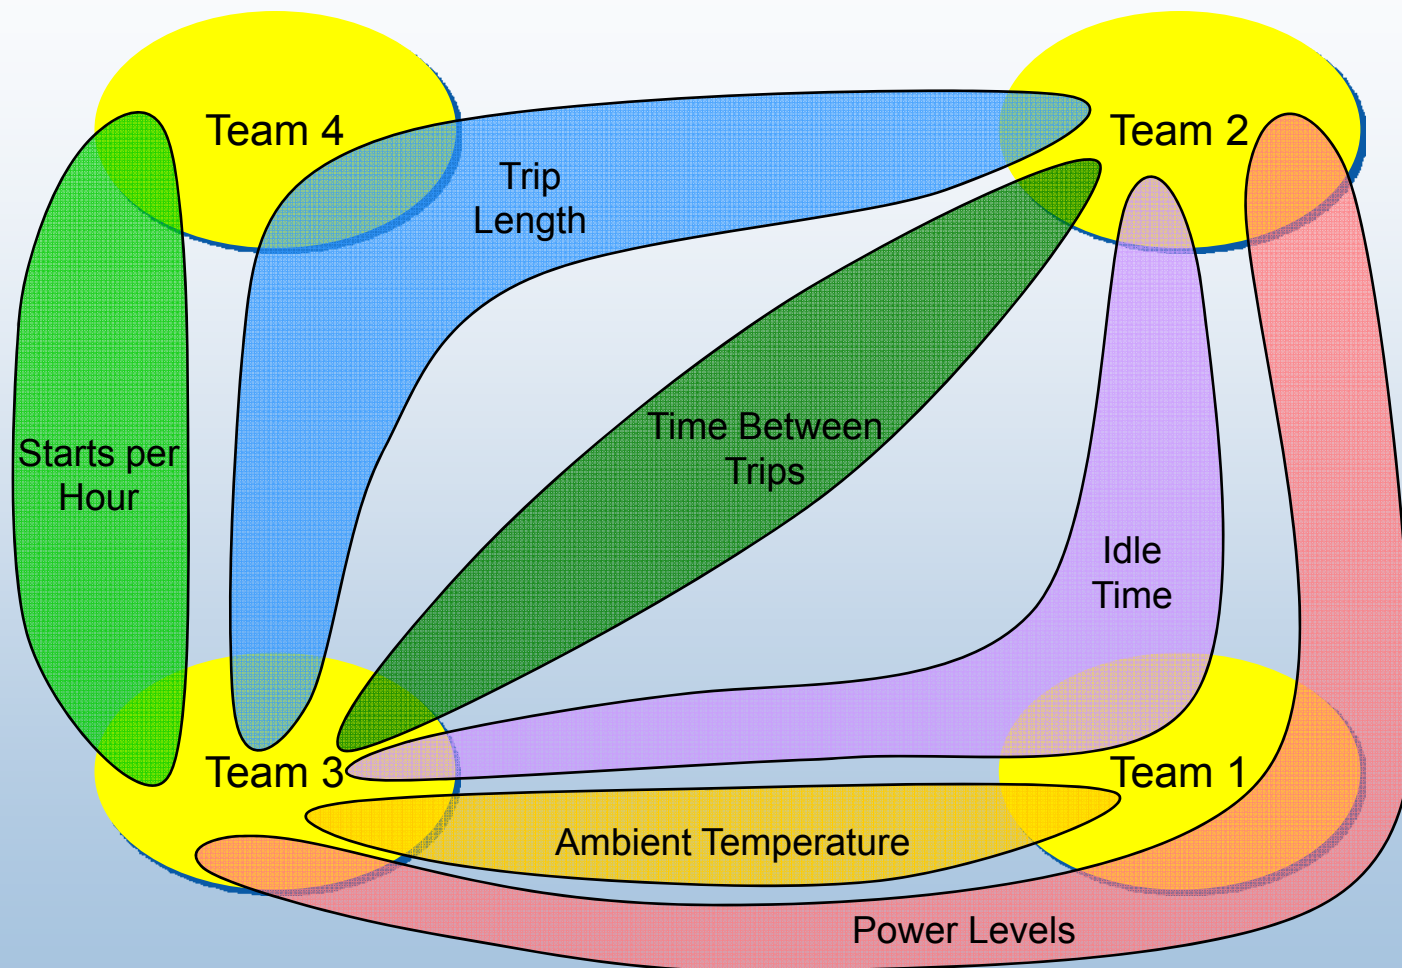 Team 4
Team 2
Trip
Length
Time Between
Trips
Starts per
Hour
Idle
Time
Team 3
Team 1
Ambient Temperature
Power Levels